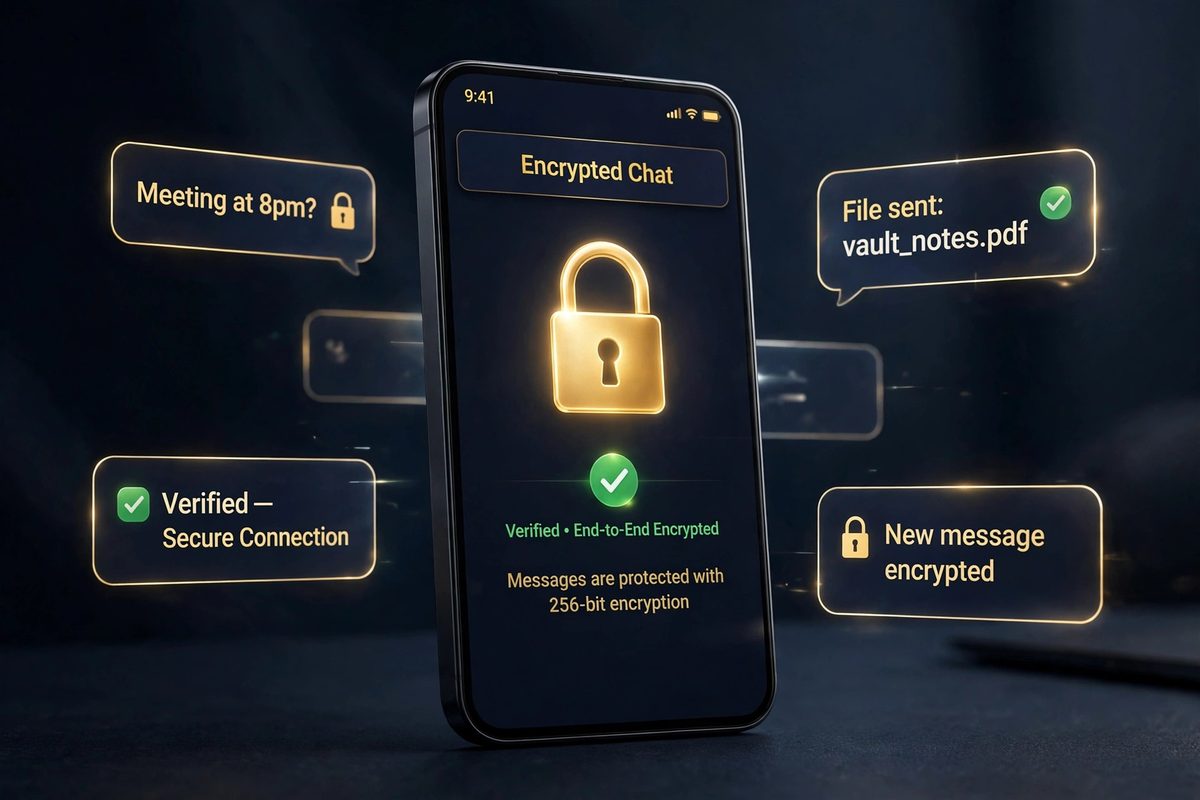 9:41
Encrypted Chat
Meeting at 8pm?
File sent:
vault_notes.pdf
Verified —
Secure Connection
Verified • End-to-End Encrypted
Messages are protected with
256-bit encryption
New message
encrypted